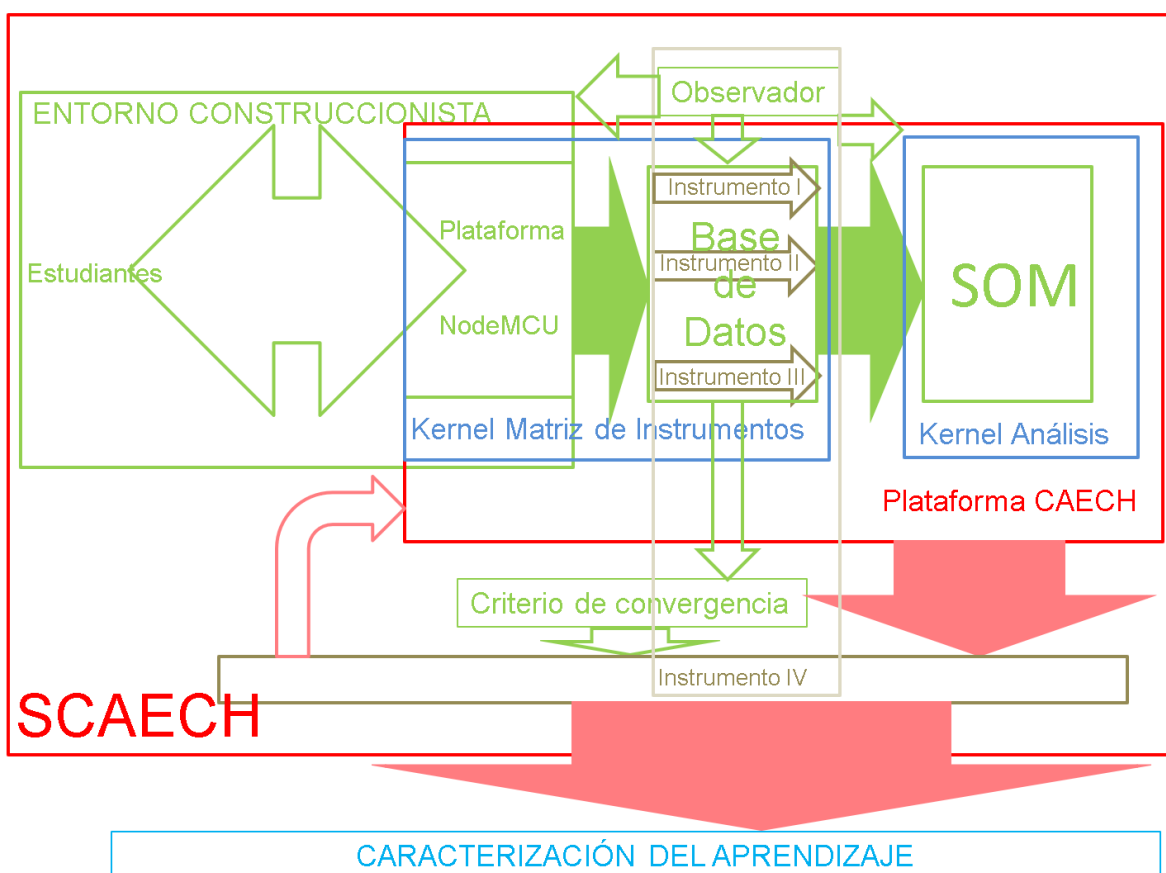 Observador
ENTORNO CONSTRUCCIONISTA
Instrumento I
Plataforma
Base
Instrumento II
Estudiantes
de
SOM
NodeMCU
Datos
Instrumento III
Kernel Matriz de Instrumentos
Kernel Análisis
Plataforma CAECH
Criterio de convergencia
Instrumento IV
SCAECH
CARACTERIZACIÓN DEL APRENDIZAJE